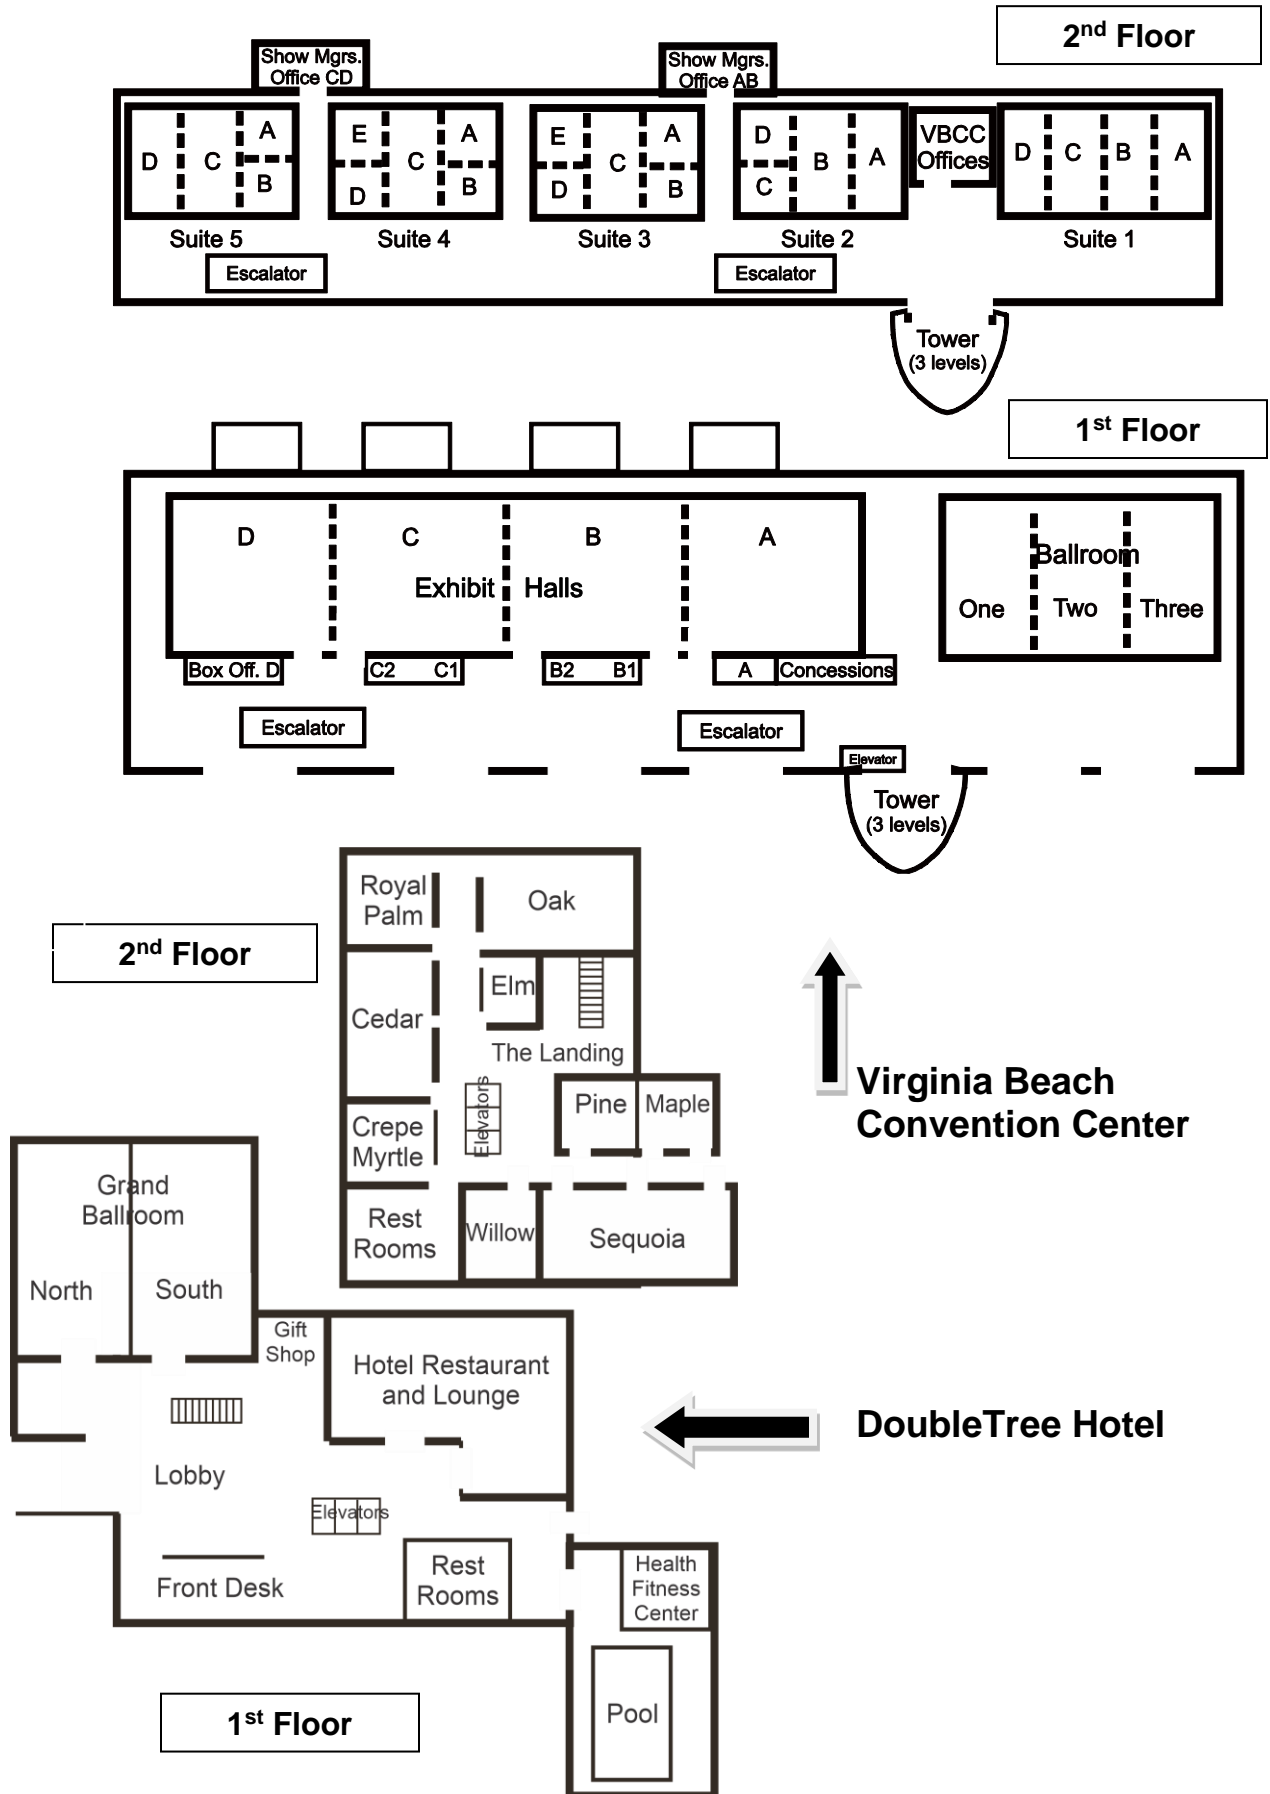 2nd Floor
Show Mgrs.
Office CD
Show Mgrs.
Office AB
D C A B
E D C A B
E D C A B
D C B A
VBCC
Offices
D C B A
Suite 5
Suite 4
Suite 3
Suite 2
Suite 1
Escalator
Escalator
Tower
(3 levels)
1st Floor
D
C
B
A
Exhibit Halls
Ballroom
One
Two
Three
Box Off. D
C2 C1
B2 B1
A
Concessions
Escalator
Escalator
Elevator
Tower
(3 levels)
2nd Floor
Royal
Palm
Oak
Cedar
Elm
The Landing
Elevators
Pine
Maple
Crepe
Myrtle
Rest
Rooms
Willow
Sequoia
Virginia Beach
Convention Center
Grand
Ballroom
North
South
Gift
Shop
Hotel Restaurant
and Lounge
Lobby
Elevators
Front Desk
Rest
Rooms
Health
Fitness
Center
Pool
DoubleTree Hotel
1st Floor